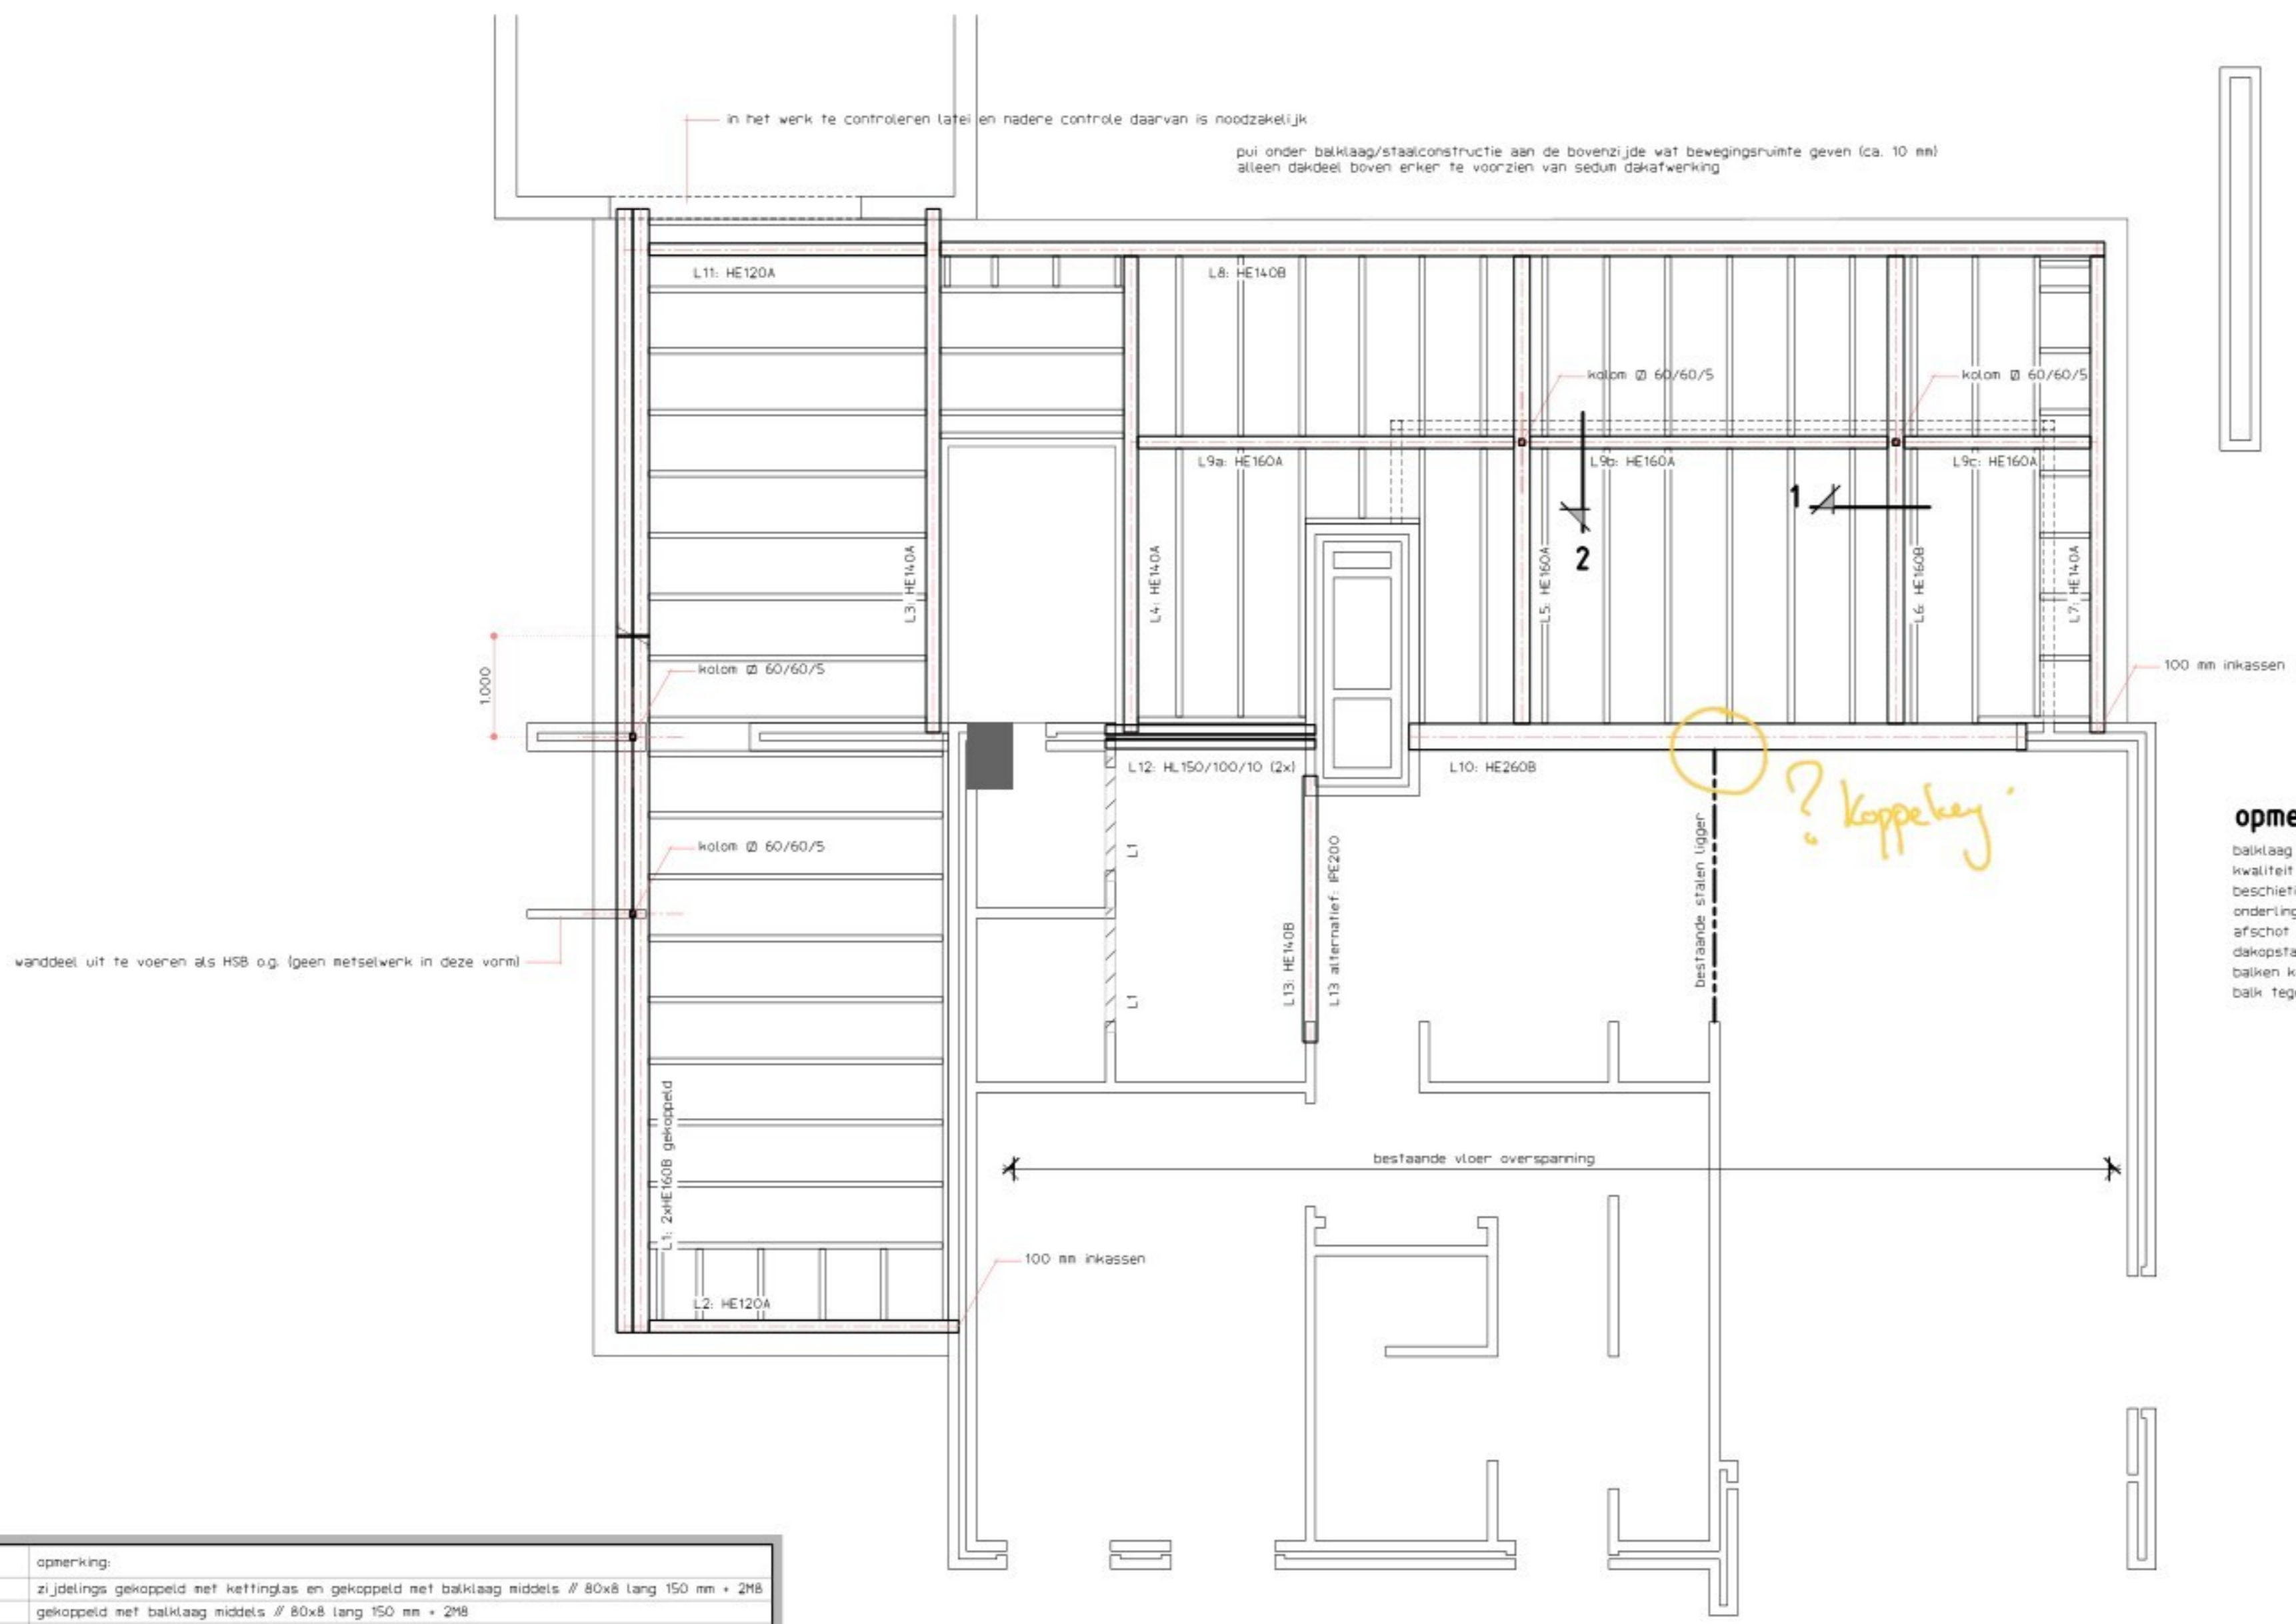 in het werk te controleren latei en nadere controle daarvan is noodzakelijk
pui onder balklaag/staalconstructie aan de bovenzijde wat bewegingsruimte geven (ca. 10 mm)
alleen dakdeel boven erker te voorzien van sedum dakafwerking
L11: HE120A
L8: HE140B
kolom ⧄ 60/60/5
kolom ⧄ 60/60/5
L9a: HE160A
L9b: HE160A
L9c: HE160A
1
2
L3: HE140A
L4: HE140A
L5: HE160A
L6: HE160B
L7: HE140A
100 mm inkassen
1.000
kolom ⧄ 60/60/5
L12: HL150/100/10 (2x)
L10: HE260B
? koppeling
kolom ⧄ 60/60/5
L1
L1
L13: HE140B
L13 alternatief: IPE200
bestaande stalen ligger
opme
balklaag
kwaliteit
beschieti
onderling
afschot
dakopsta
balken k
balk teg
wanddeel uit te voeren als HSB o.g. (geen metselwerk in deze vorm)
L1: 2xHE160B gekoppeld
bestaande vloer overspanning
100 mm inkassen
L2: HE120A
opmerking:
zijdelings gekoppeld met kettinglas en gekoppeld met balklaag middels // 80x8 lang 150 mm + 2M8
gekoppeld met balklaag middels // 80x8 lang 150 mm + 2M8